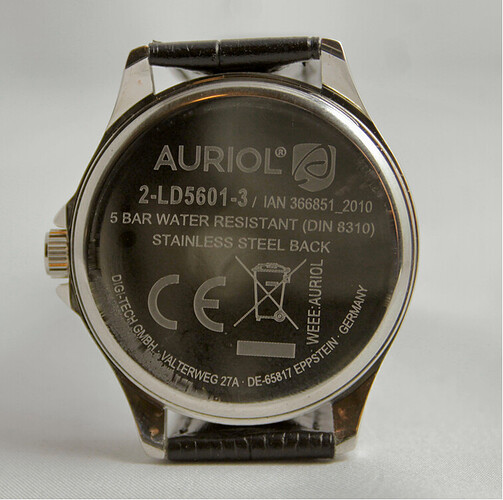 AURIOL®
2-LD5601-3 / IAN 366851_2010
5 BAR WATER RESISTANT (DIN 8310)
STAINLESS STEEL BACK
CE
WEEE:AURIOL
DIGI-TECH GMBH · VALTERWEG 27A · DE-65817 EPPSTEIN · GERMANY